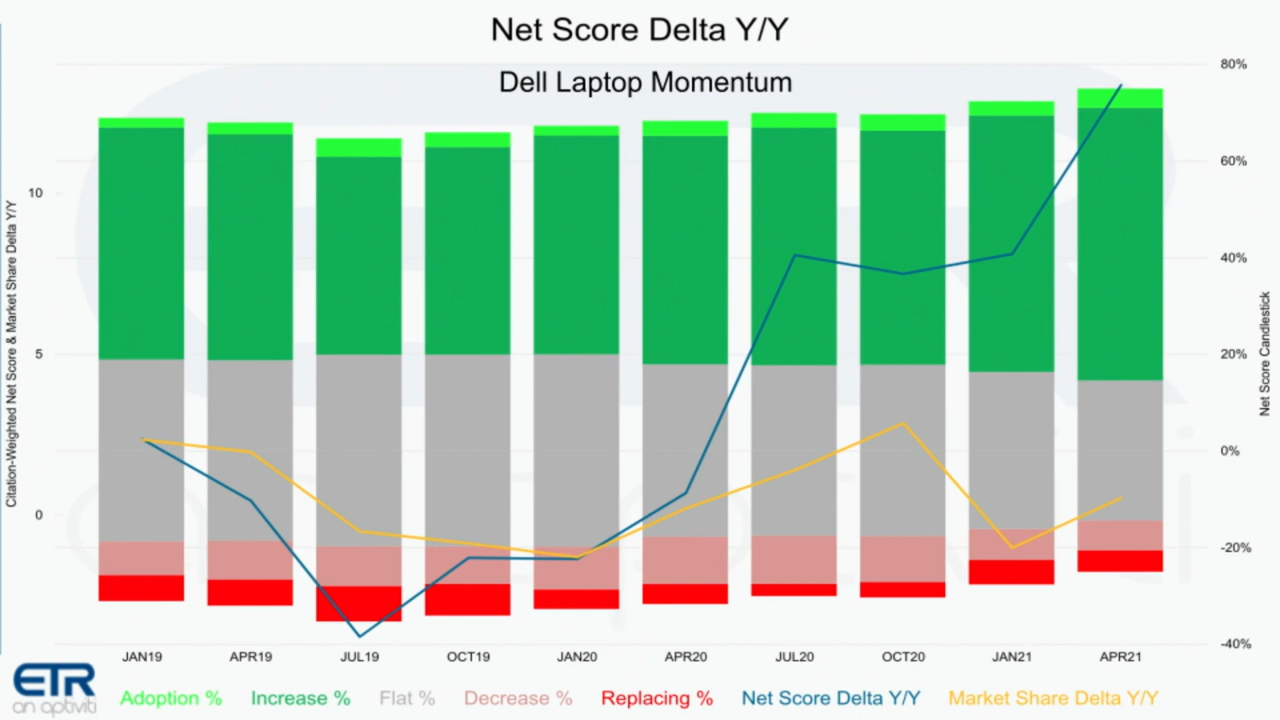 Net Score Delta Y/Y
Dell Laptop Momentum
Citation-Weighted Net Score & Market Share Delta Y/Y
10
5
0
80%
60%
40%
20%
0%
-20%
-40%
Net Score Candlestick
JAN19 APR19 JUL19 OCT19 JAN20 APR20 JUL20 OCT20 JAN21 APR21
ETR
an aptiviti
Adoption % Increase % Flat % Decrease % Replacing % Net Score Delta Y/Y Market Share Delta Y/Y